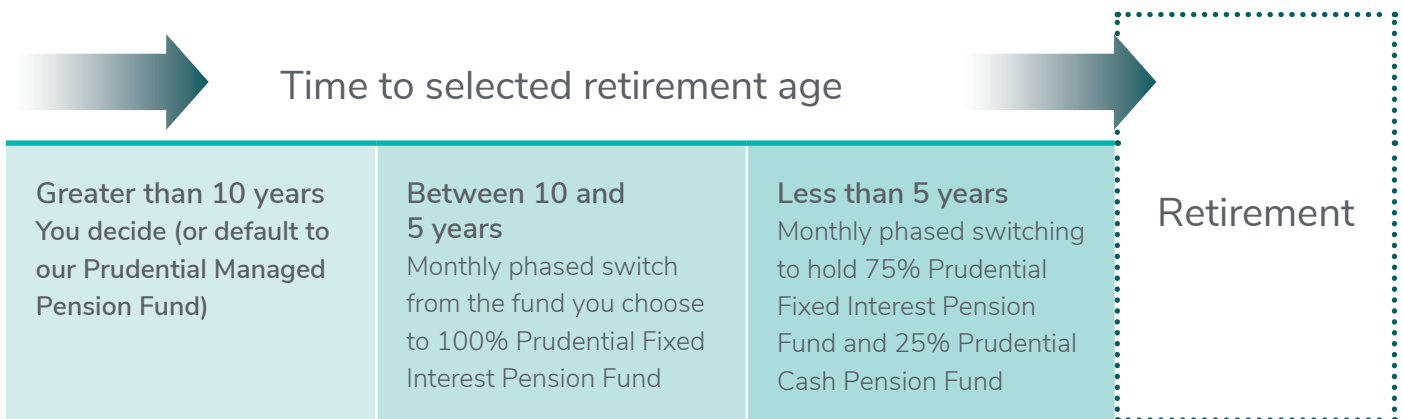 Time to selected retirement age
Greater than 10 years
You decide (or default to
our Prudential Managed
Pension Fund)
Between 10 and
5 years
Monthly phased switch
from the fund you choose
to 100% Prudential Fixed
Interest Pension Fund
Less than 5 years
Monthly phased switching
to hold 75% Prudential
Fixed Interest Pension
Fund and 25% Prudential
Cash Pension Fund
Retirement